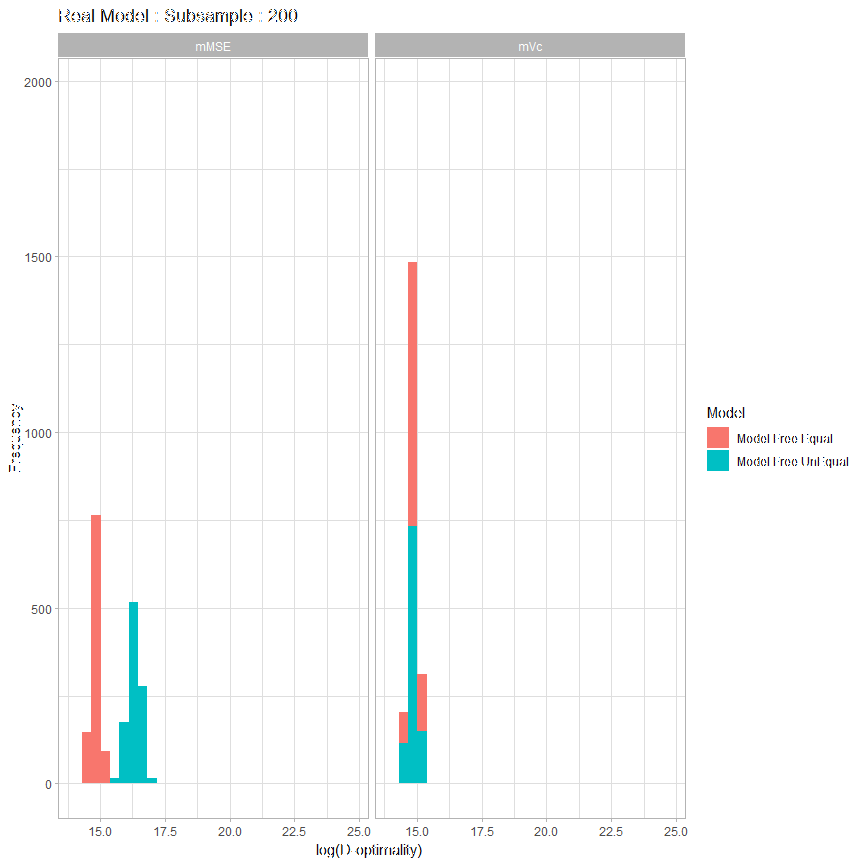 Real Model : Subsample : 200
mMSE mVc
2000
1500
1000
500
0
Frequency
15.0 17.5 20.0 22.5 25.0 15.0 17.5 20.0 22.5 25.0
log(D-optimality)
Model
Model Free Equal
Model Free UnEqual